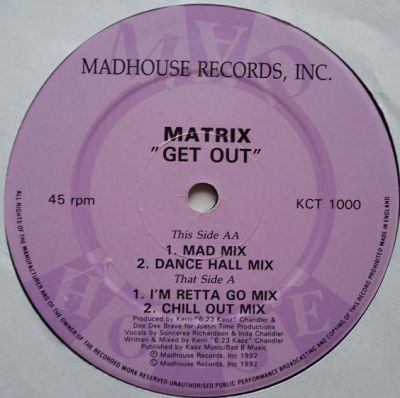 MADHOUSE RECORDS, INC.
MATRIX
"GET OUT"
45 rpm
KCT 1000
This Side AA
1. MAD MIX
2. DANCE HALL MIX
That Side A
1. I'M RETTA GO MIX
2. CHILL OUT MIX
Produced by Kerri "6:23 Kaoz" Chandler &
Dee Dee Brave for Justin Time Productions
Vocals by Soncerea Richardson & Inda Chandler
Written & Mixed by Kerri "6:23 Kaoz" Chandler
Published by Kaoz Music/Bad B Music
℗ Madhouse Records, Inc 1992
© Madhouse Records, Inc 1992
ALL RIGHTS OF THE MANUFACTURER AND OF THE OWNER OF THE RECORDED WORK RESERVED UNAUTHORISED PUBLIC PERFORMANCE BROADCASTING AND COPYING OF THIS RECORD PROHIBITED MADE IN ENGLAND